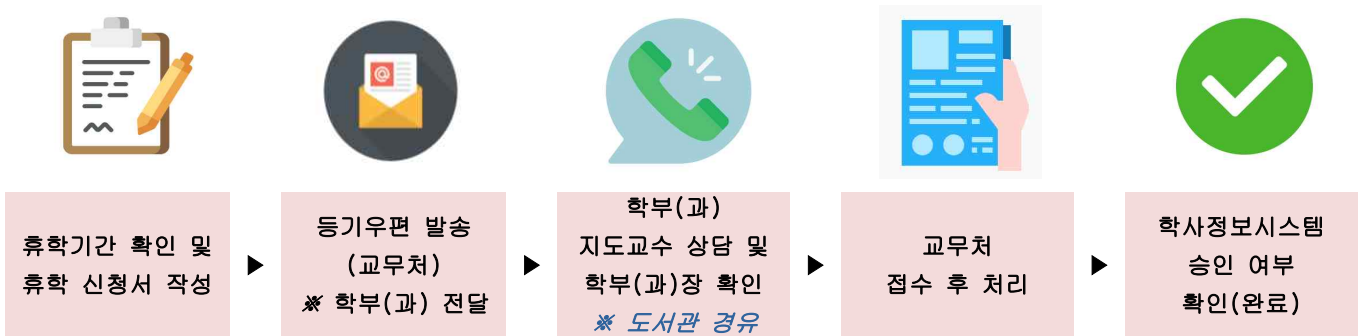 휴학기간 확인 및
휴학 신청서 작성
▶
등기우편 발송
(교무처)
※ 학부(과) 전달
▶
학부(과)
지도교수 상담 및
학부(과)장 확인
※ 도서관 경유
▶
교무처
접수 후 처리
▶
학사정보시스템
승인 여부
확인(완료)